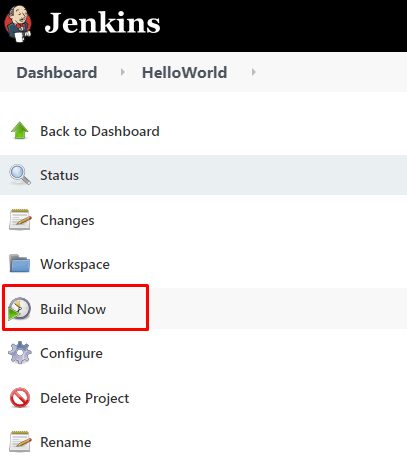 Jenkins
Dashboard HelloWorld
Back to Dashboard
Status
Changes
Workspace
Build Now
Configure
Delete Project
Rename